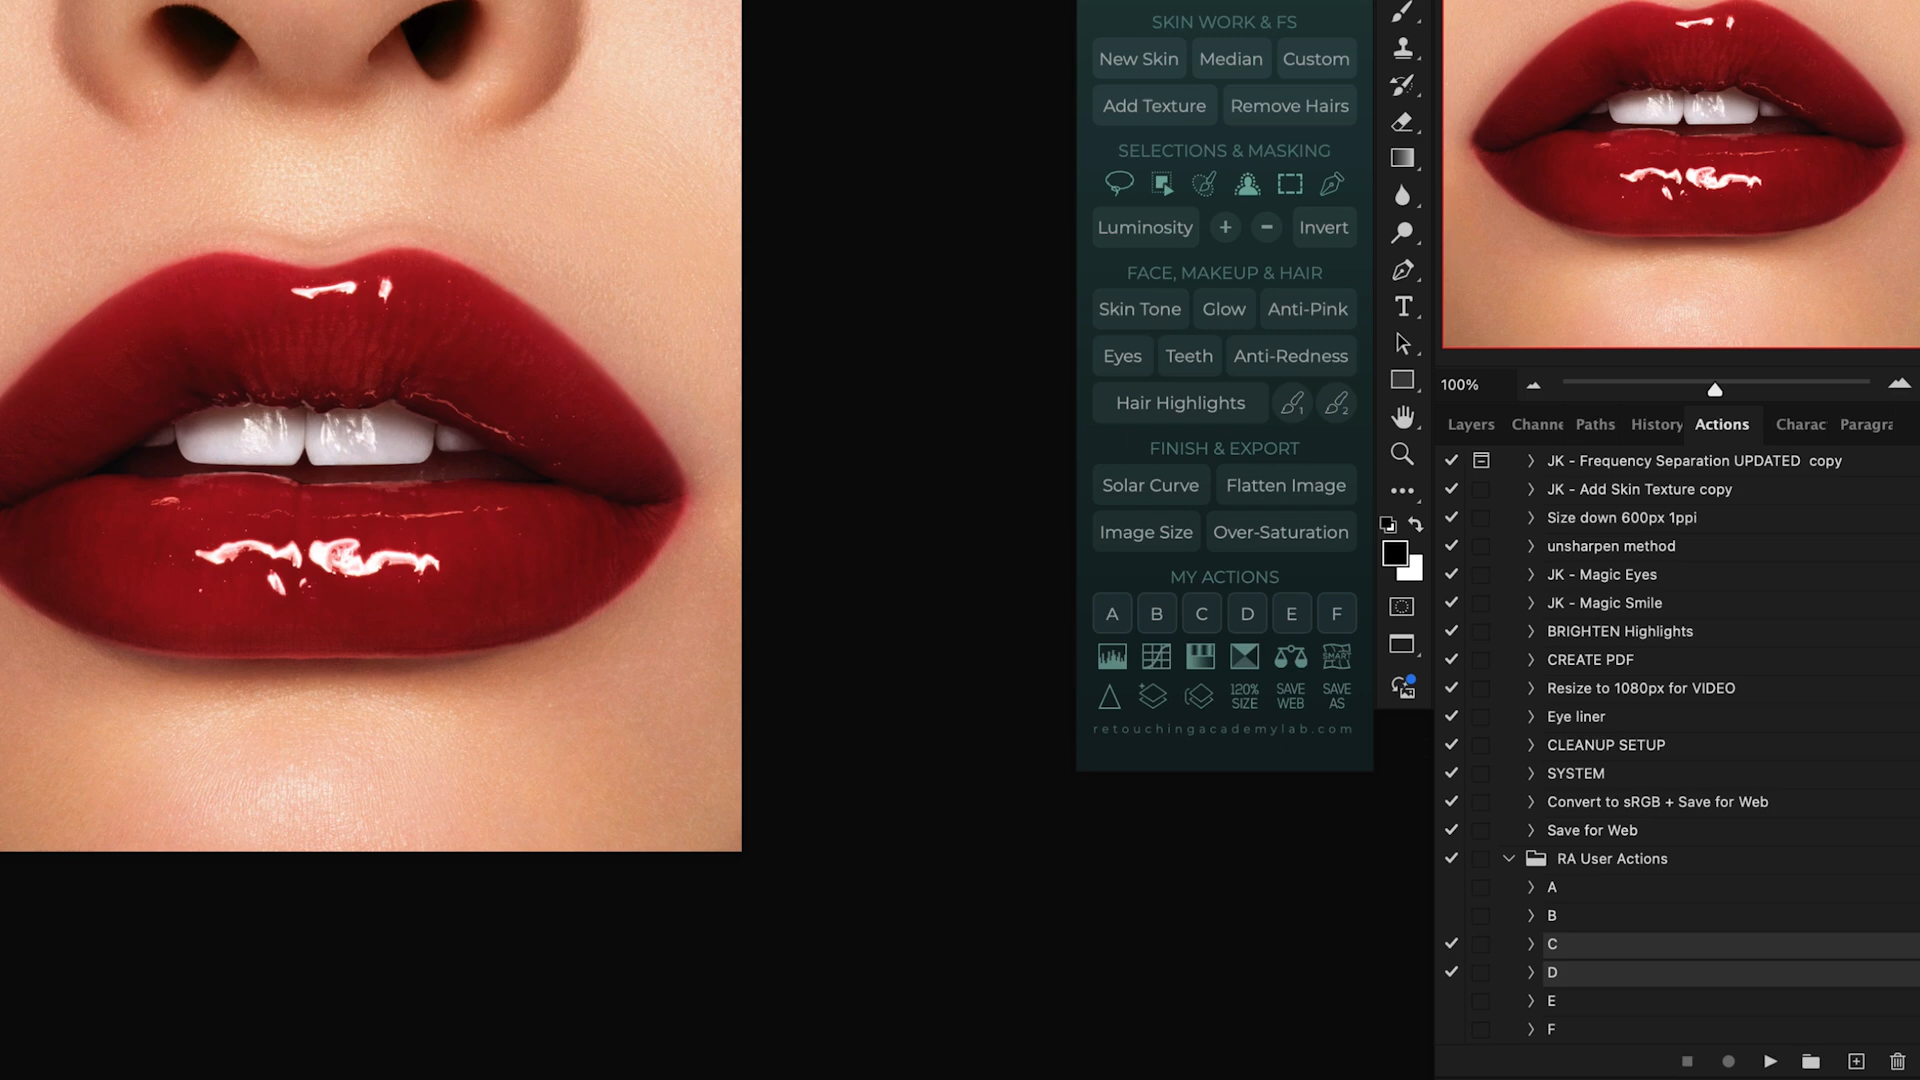 SKIN WORK & FS
New Skin
Median
Custom
Add Texture
Remove Hairs
SELECTIONS & MASKING
Luminosity
+
-
Invert
FACE, MAKEUP & HAIR
Skin Tone
Glow
Anti-Pink
Eyes
Teeth
Anti-Redness
Hair Highlights
1
2
FINISH & EXPORT
Solar Curve
Flatten Image
Image Size
Over-Saturation
MY ACTIONS
A
B
C
D
E
F
SMART
120% SIZE
SAVE WEB
SAVE AS
retouchingacademylab.com
T
100%
Layers
Channe
Paths
History
Actions
Charac
Paragra
JK - Frequency Separation UPDATED copy
JK - Add Skin Texture copy
Size down 600px 1ppi
unsharpen method
JK - Magic Eyes
JK - Magic Smile
BRIGHTEN Highlights
CREATE PDF
Resize to 1080px for VIDEO
Eye liner
CLEANUP SETUP
SYSTEM
Convert to sRGB + Save for Web
Save for Web
RA User Actions
A
B
C
D
E
F